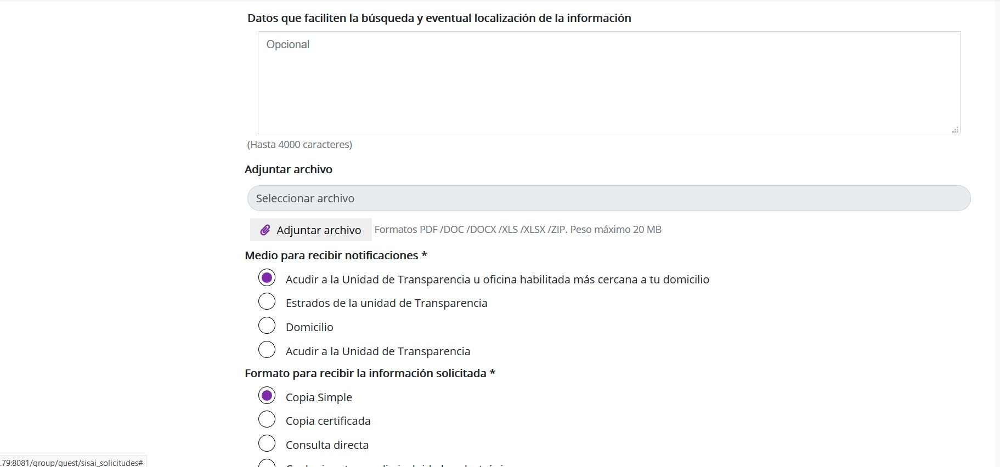 Datos que faciliten la búsqueda y eventual localización de la información
Opcional
(Hasta 4000 caracteres)
Adjuntar archivo
Seleccionar archivo
Adjuntar archivo Formatos PDF /DOC /DOCX /XLS /XLSX /ZIP. Peso máximo 20 MB
Medio para recibir notificaciones *
Acudir a la Unidad de Transparencia u oficina habilitada más cercana a tu domicilio
Estrados de la unidad de Transparencia
Domicilio
Acudir a la Unidad de Transparencia
Formato para recibir la información solicitada *
Copia Simple
Copia certificada
Consulta directa
.79:8081/group/guest/sisai_solicitudes#